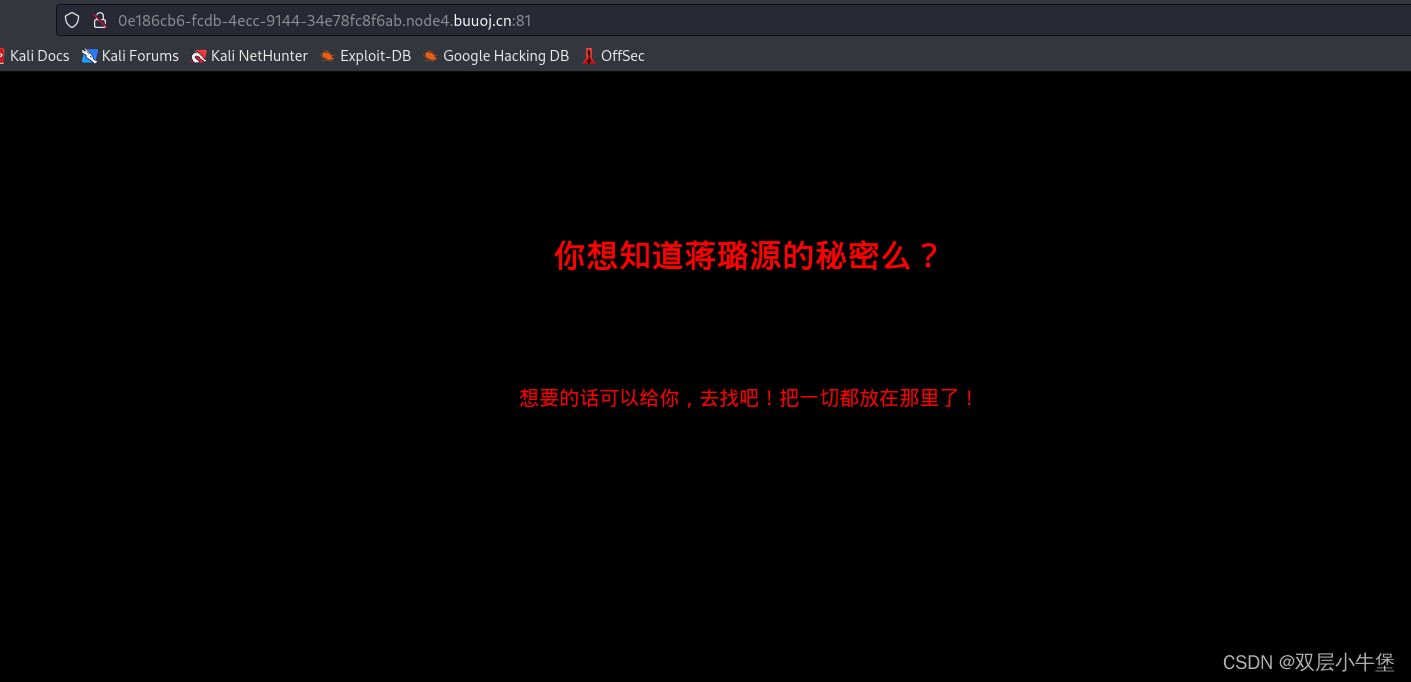 0e186cb6-fcdb-4ecc-9144-34e78fc8f6ab.node4.buuoj.cn:81
Kali Docs Kali Forums Kali NetHunter Exploit-DB Google Hacking DB OffSec
你想知道蒋璐源的秘密么？
想要的话可以给你，去找吧！把一切都放在那里了！
CSDN @双层小牛堡